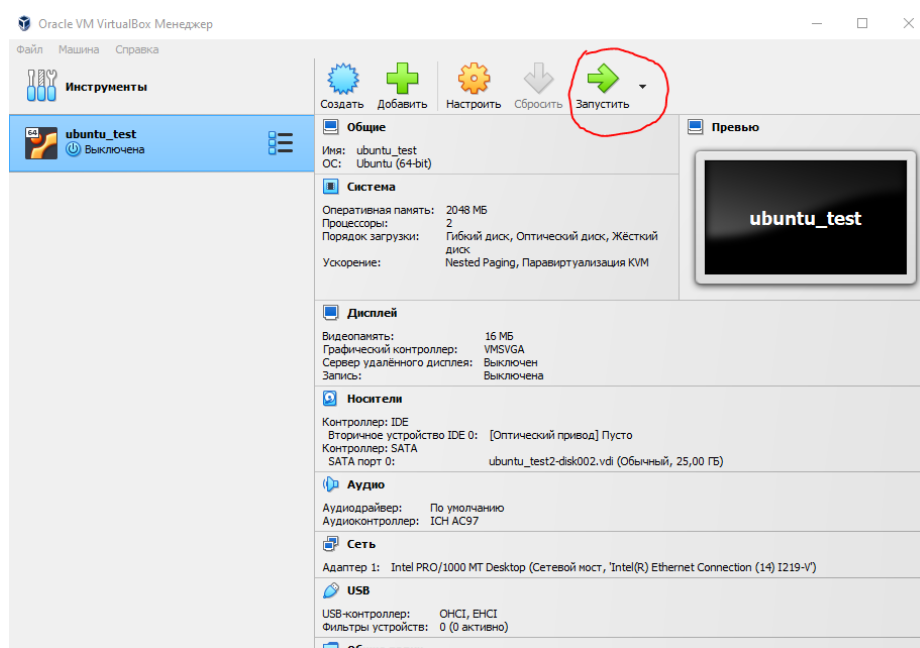 Oracle VM VirtualBox Менеджер
Файл Машина Справка
Инструменты
Создать Добавить Настроить Сбросить Запустить
64 ubuntu_test
Выключена
Общие
Имя: ubuntu_test
ОС: Ubuntu (64-bit)
Превью
ubuntu_test
Система
Оперативная память: 2048 МБ
Процессоры: 2
Порядок загрузки: Гибкий диск, Оптический диск, Жёсткий
диск
Ускорение: Nested Paging, Паравиртуализация KVM
Дисплей
Видеопамять: 16 МБ
Графический контроллер: VMSVGA
Сервер удалённого дисплея: Выключен
Запись: Выключена
Носители
Контроллер: IDE
Вторичное устройство IDE 0: [Оптический привод] Пусто
Контроллер: SATA
SATA порт 0: ubuntu_test2-disk002.vdi (Обычный, 25,00 ГБ)
Аудио
Аудиодрайвер: По умолчанию
Аудиоконтроллер: ICH AC97
Сеть
Адаптер 1: Intel PRO/1000 MT Desktop (Сетевой мост, 'Intel(R) Ethernet Connection (14) I219-V')
USB
USB-контроллер: OHCI, EHCI
Фильтры устройств: 0 (0 активно)